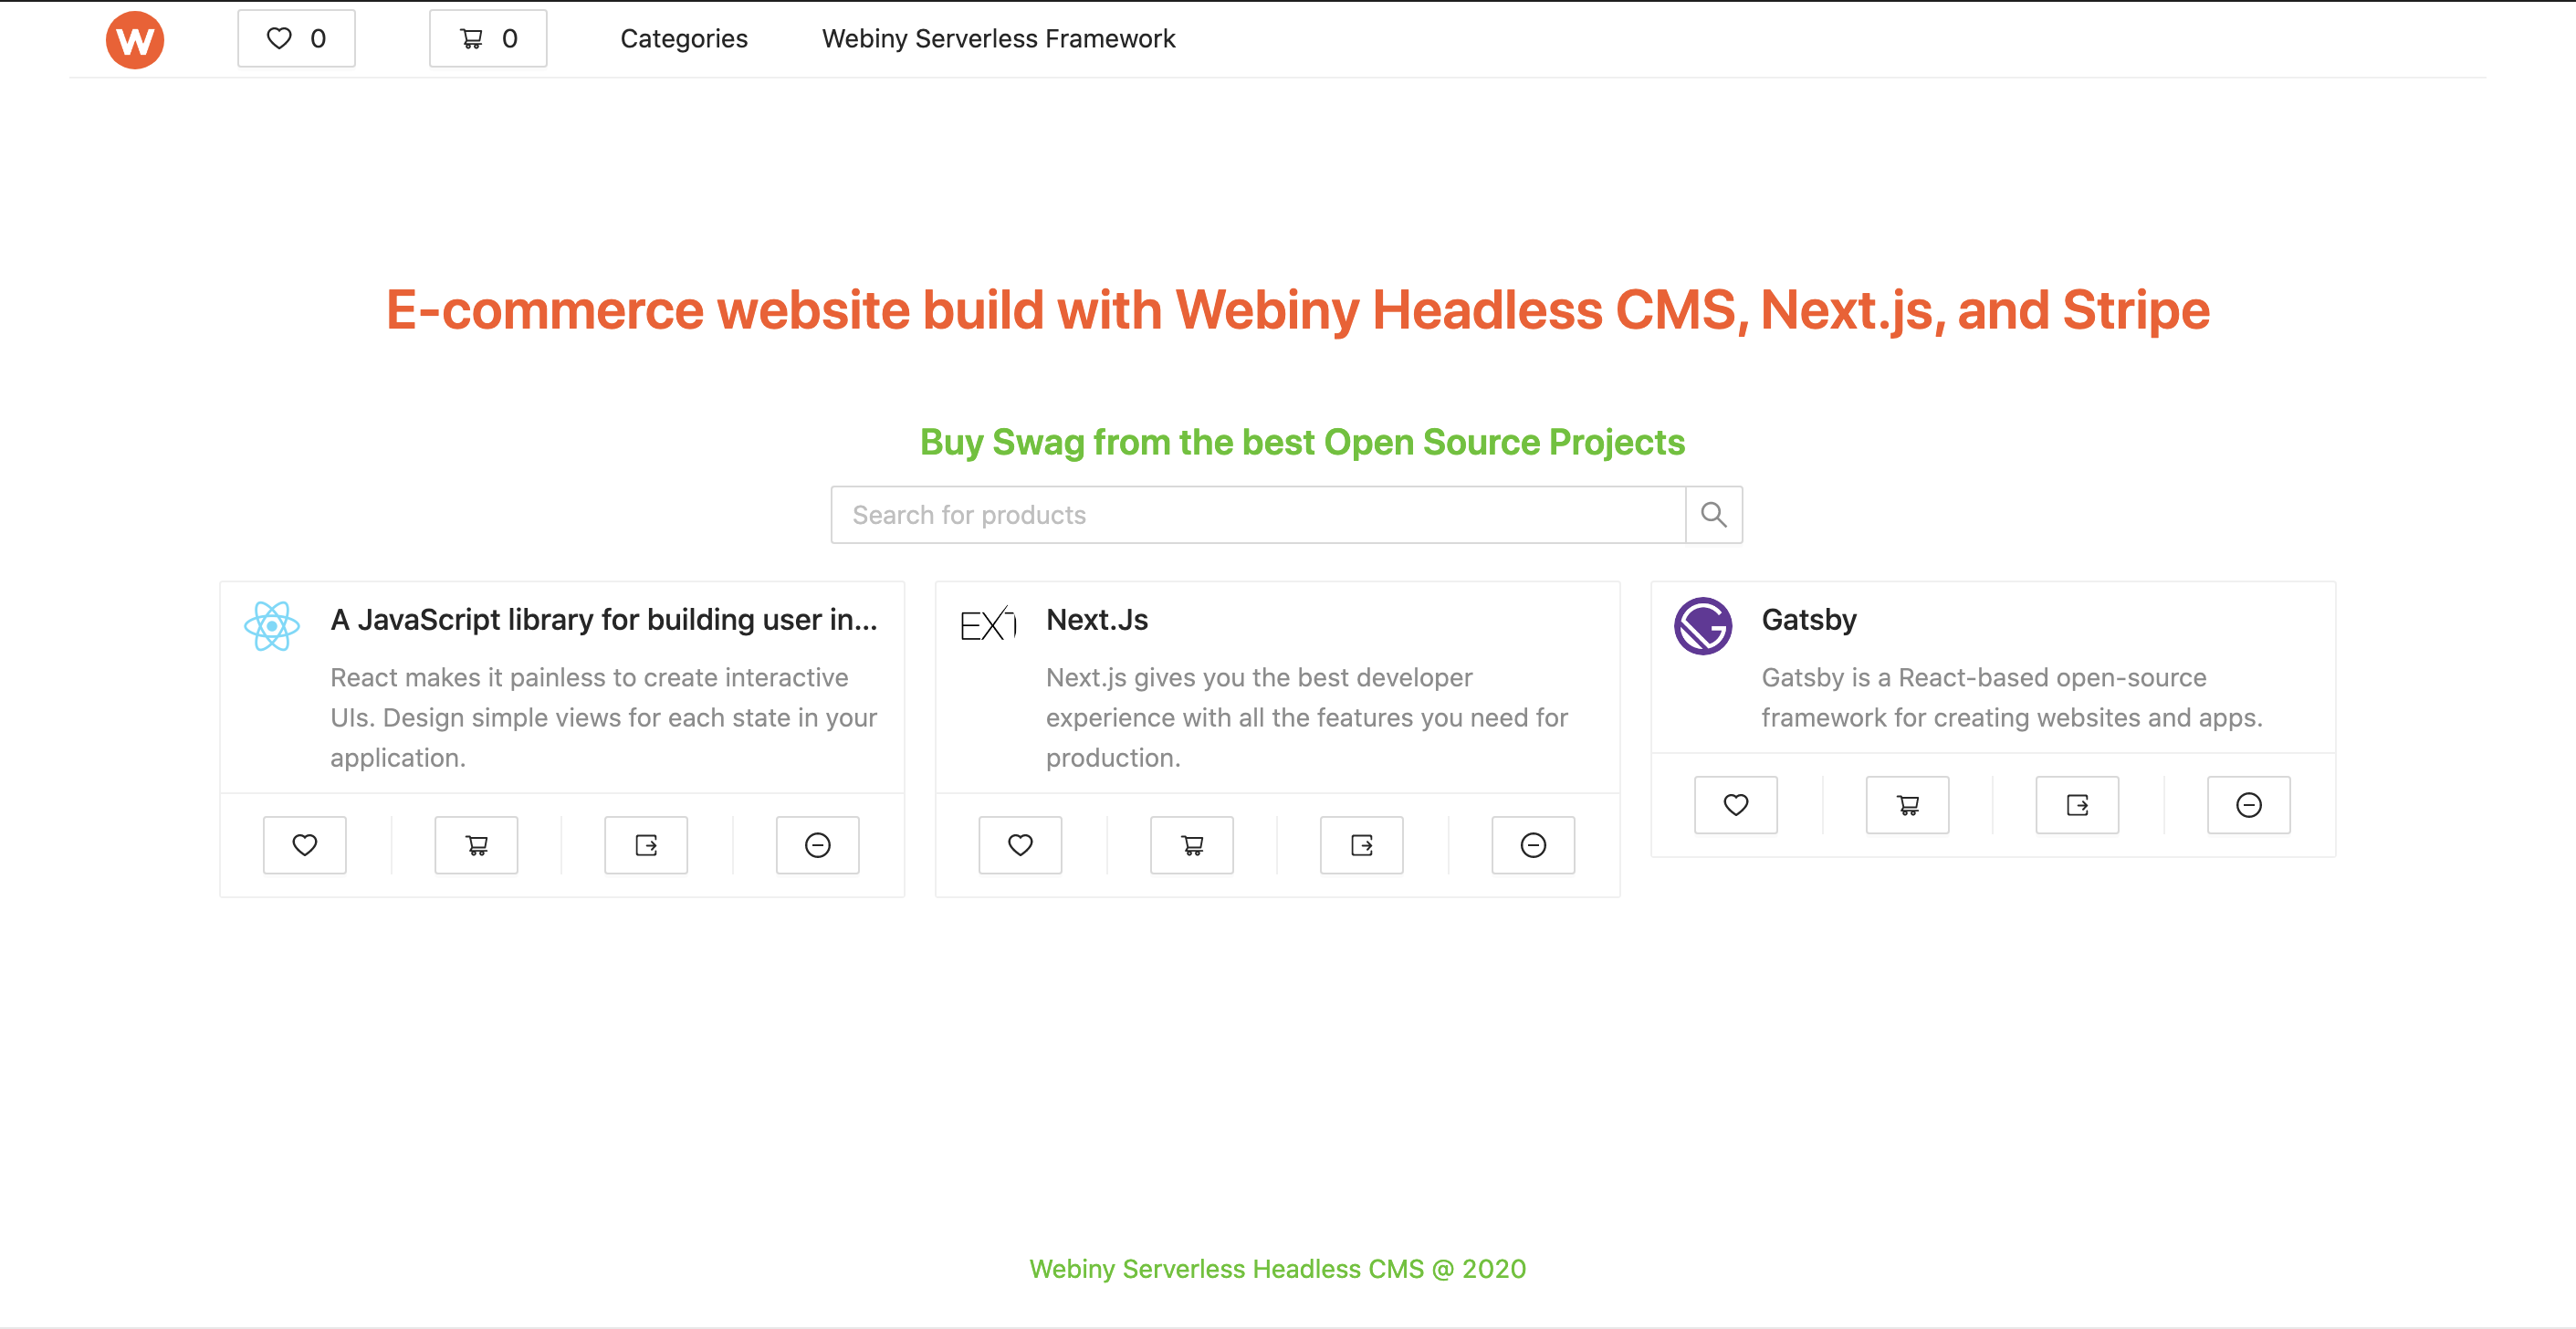 W 0 0 Categories Webiny Serverless Framework
E-commerce website build with Webiny Headless CMS, Next.js, and Stripe
Buy Swag from the best Open Source Projects
Search for products
A JavaScript library for building user in...
React makes it painless to create interactive
UIs. Design simple views for each state in your
application.
EXT
Next.Js
Next.js gives you the best developer
experience with all the features you need for
production.
G
Gatsby
Gatsby is a React-based open-source
framework for creating websites and apps.
Webiny Serverless Headless CMS @ 2020